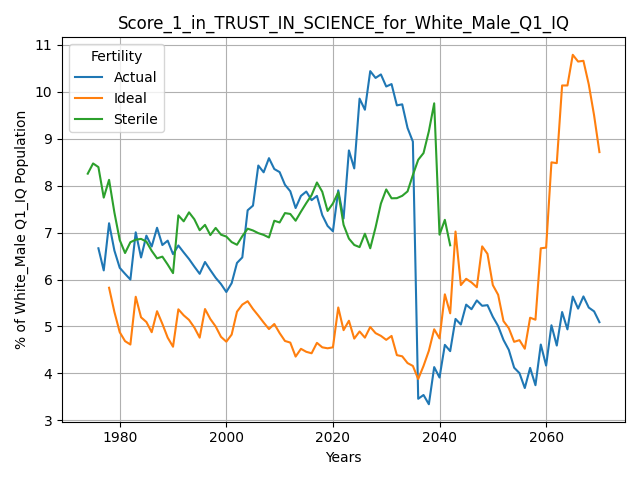 Score_1_in_TRUST_IN_SCIENCE_for_White_Male_Q1_IQ
Fertility
Actual
Ideal
Sterile
% of White_Male Q1_IQ Population
11
10
9
8
7
6
5
4
3
1980 2000 2020 2040 2060
Years